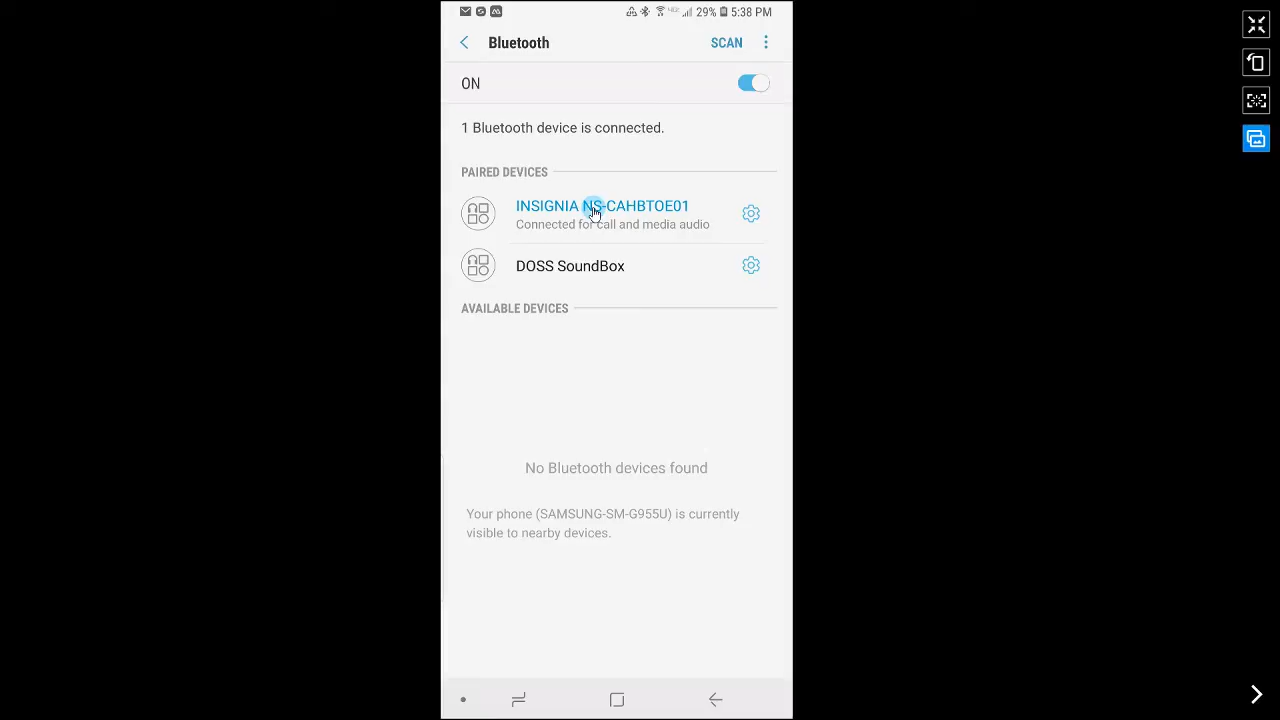 29% 5:38 PM
Bluetooth
SCAN
ON
1 Bluetooth device is connected.
PAIRED DEVICES
INSIGNIA NS-CAHBTOE01
Connected for call and media audio
DOSS SoundBox
AVAILABLE DEVICES
No Bluetooth devices found
Your phone (SAMSUNG-SM-G955U) is currently
visible to nearby devices.